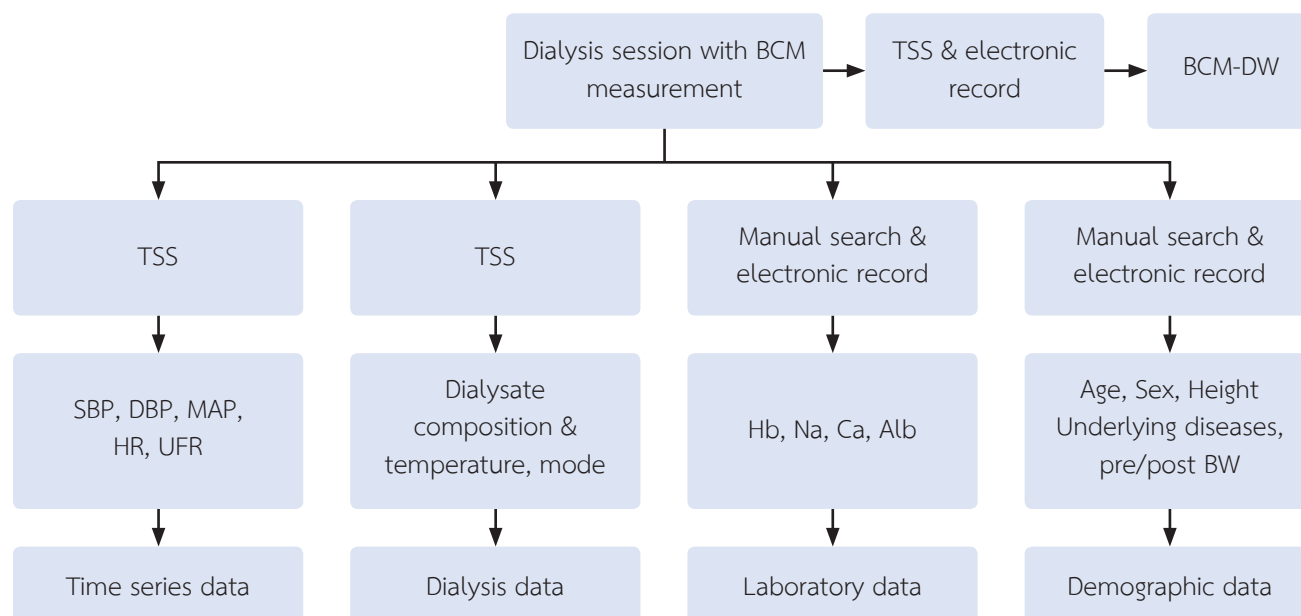 Dialysis session with BCM
measurement
TSS & electronic
record
BCM-DW
TSS
TSS
Manual search &
electronic record
Manual search &
electronic record
SBP, DBP, MAP,
HR, UFR
Dialysate
composition &
temperature, mode
Hb, Na, Ca, Alb
Age, Sex, Height
Underlying diseases,
pre/post BW
Time series data
Dialysis data
Laboratory data
Demographic data